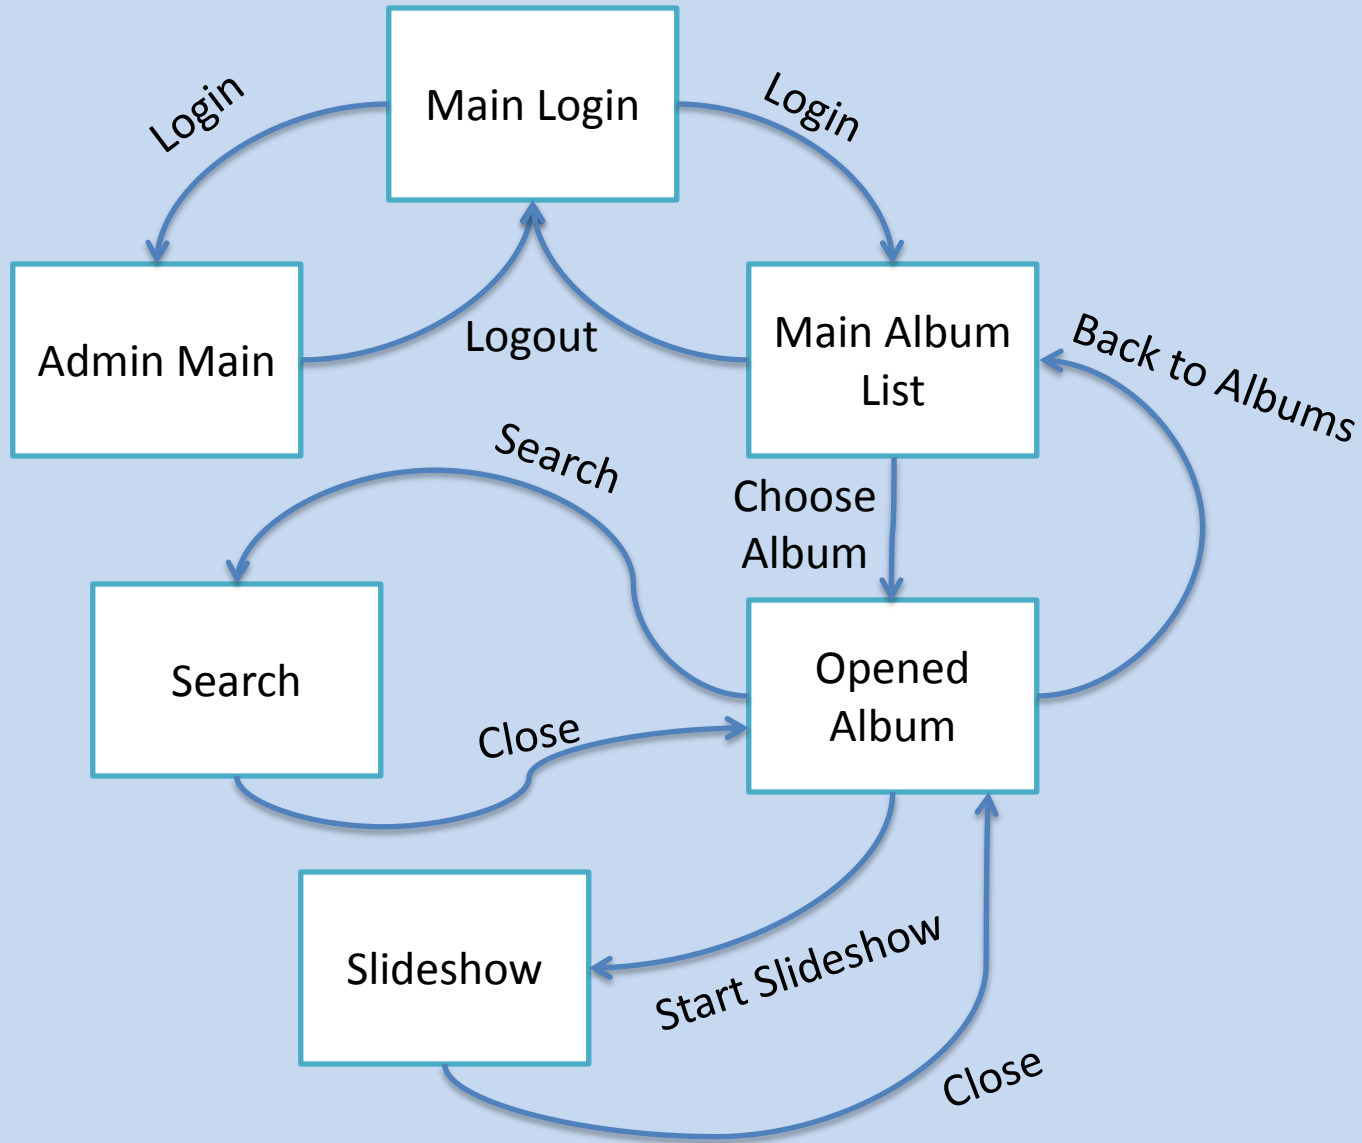 Login
Main Login
Login
Admin Main
Logout
Main Album
List
Back to Albums
Search
Choose
Album
Search
Opened
Album
Close
Slideshow
Start Slideshow
Close